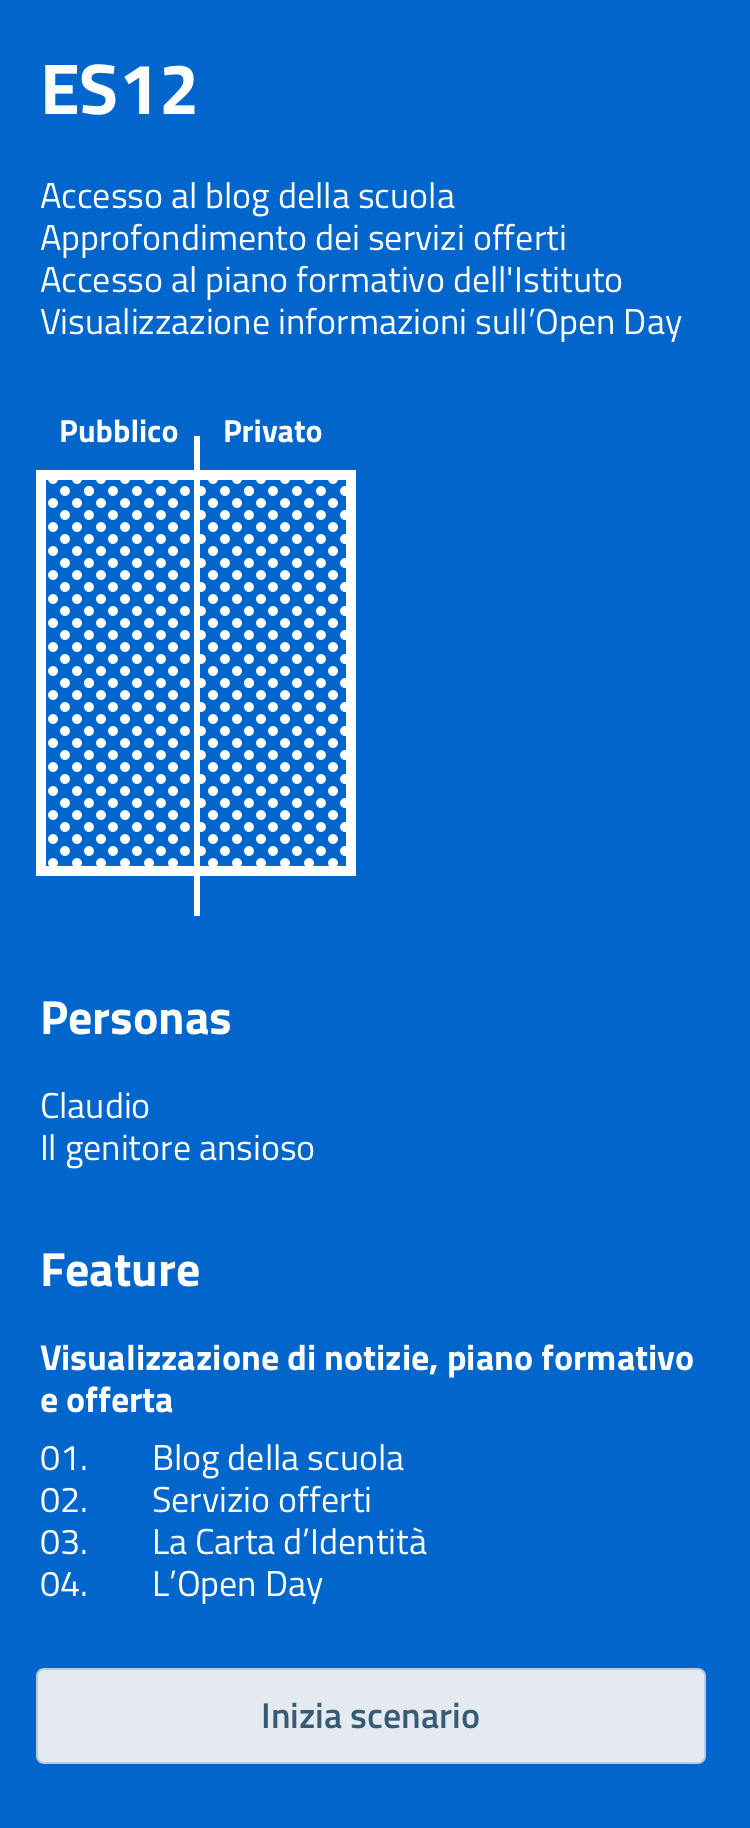 ES12
Accesso al blog della scuola
Approfondimento dei servizi offerti
Accesso al piano formativo dell'Istituto
Visualizzazione informazioni sull’Open Day
Pubblico Privato
Personas
Claudio
Il genitore ansioso
Feature
Visualizzazione di notizie, piano formativo
e offerta
01. Blog della scuola
02. Servizio offerti
03. La Carta d’Identità
04. L’Open Day
Inizia scenario